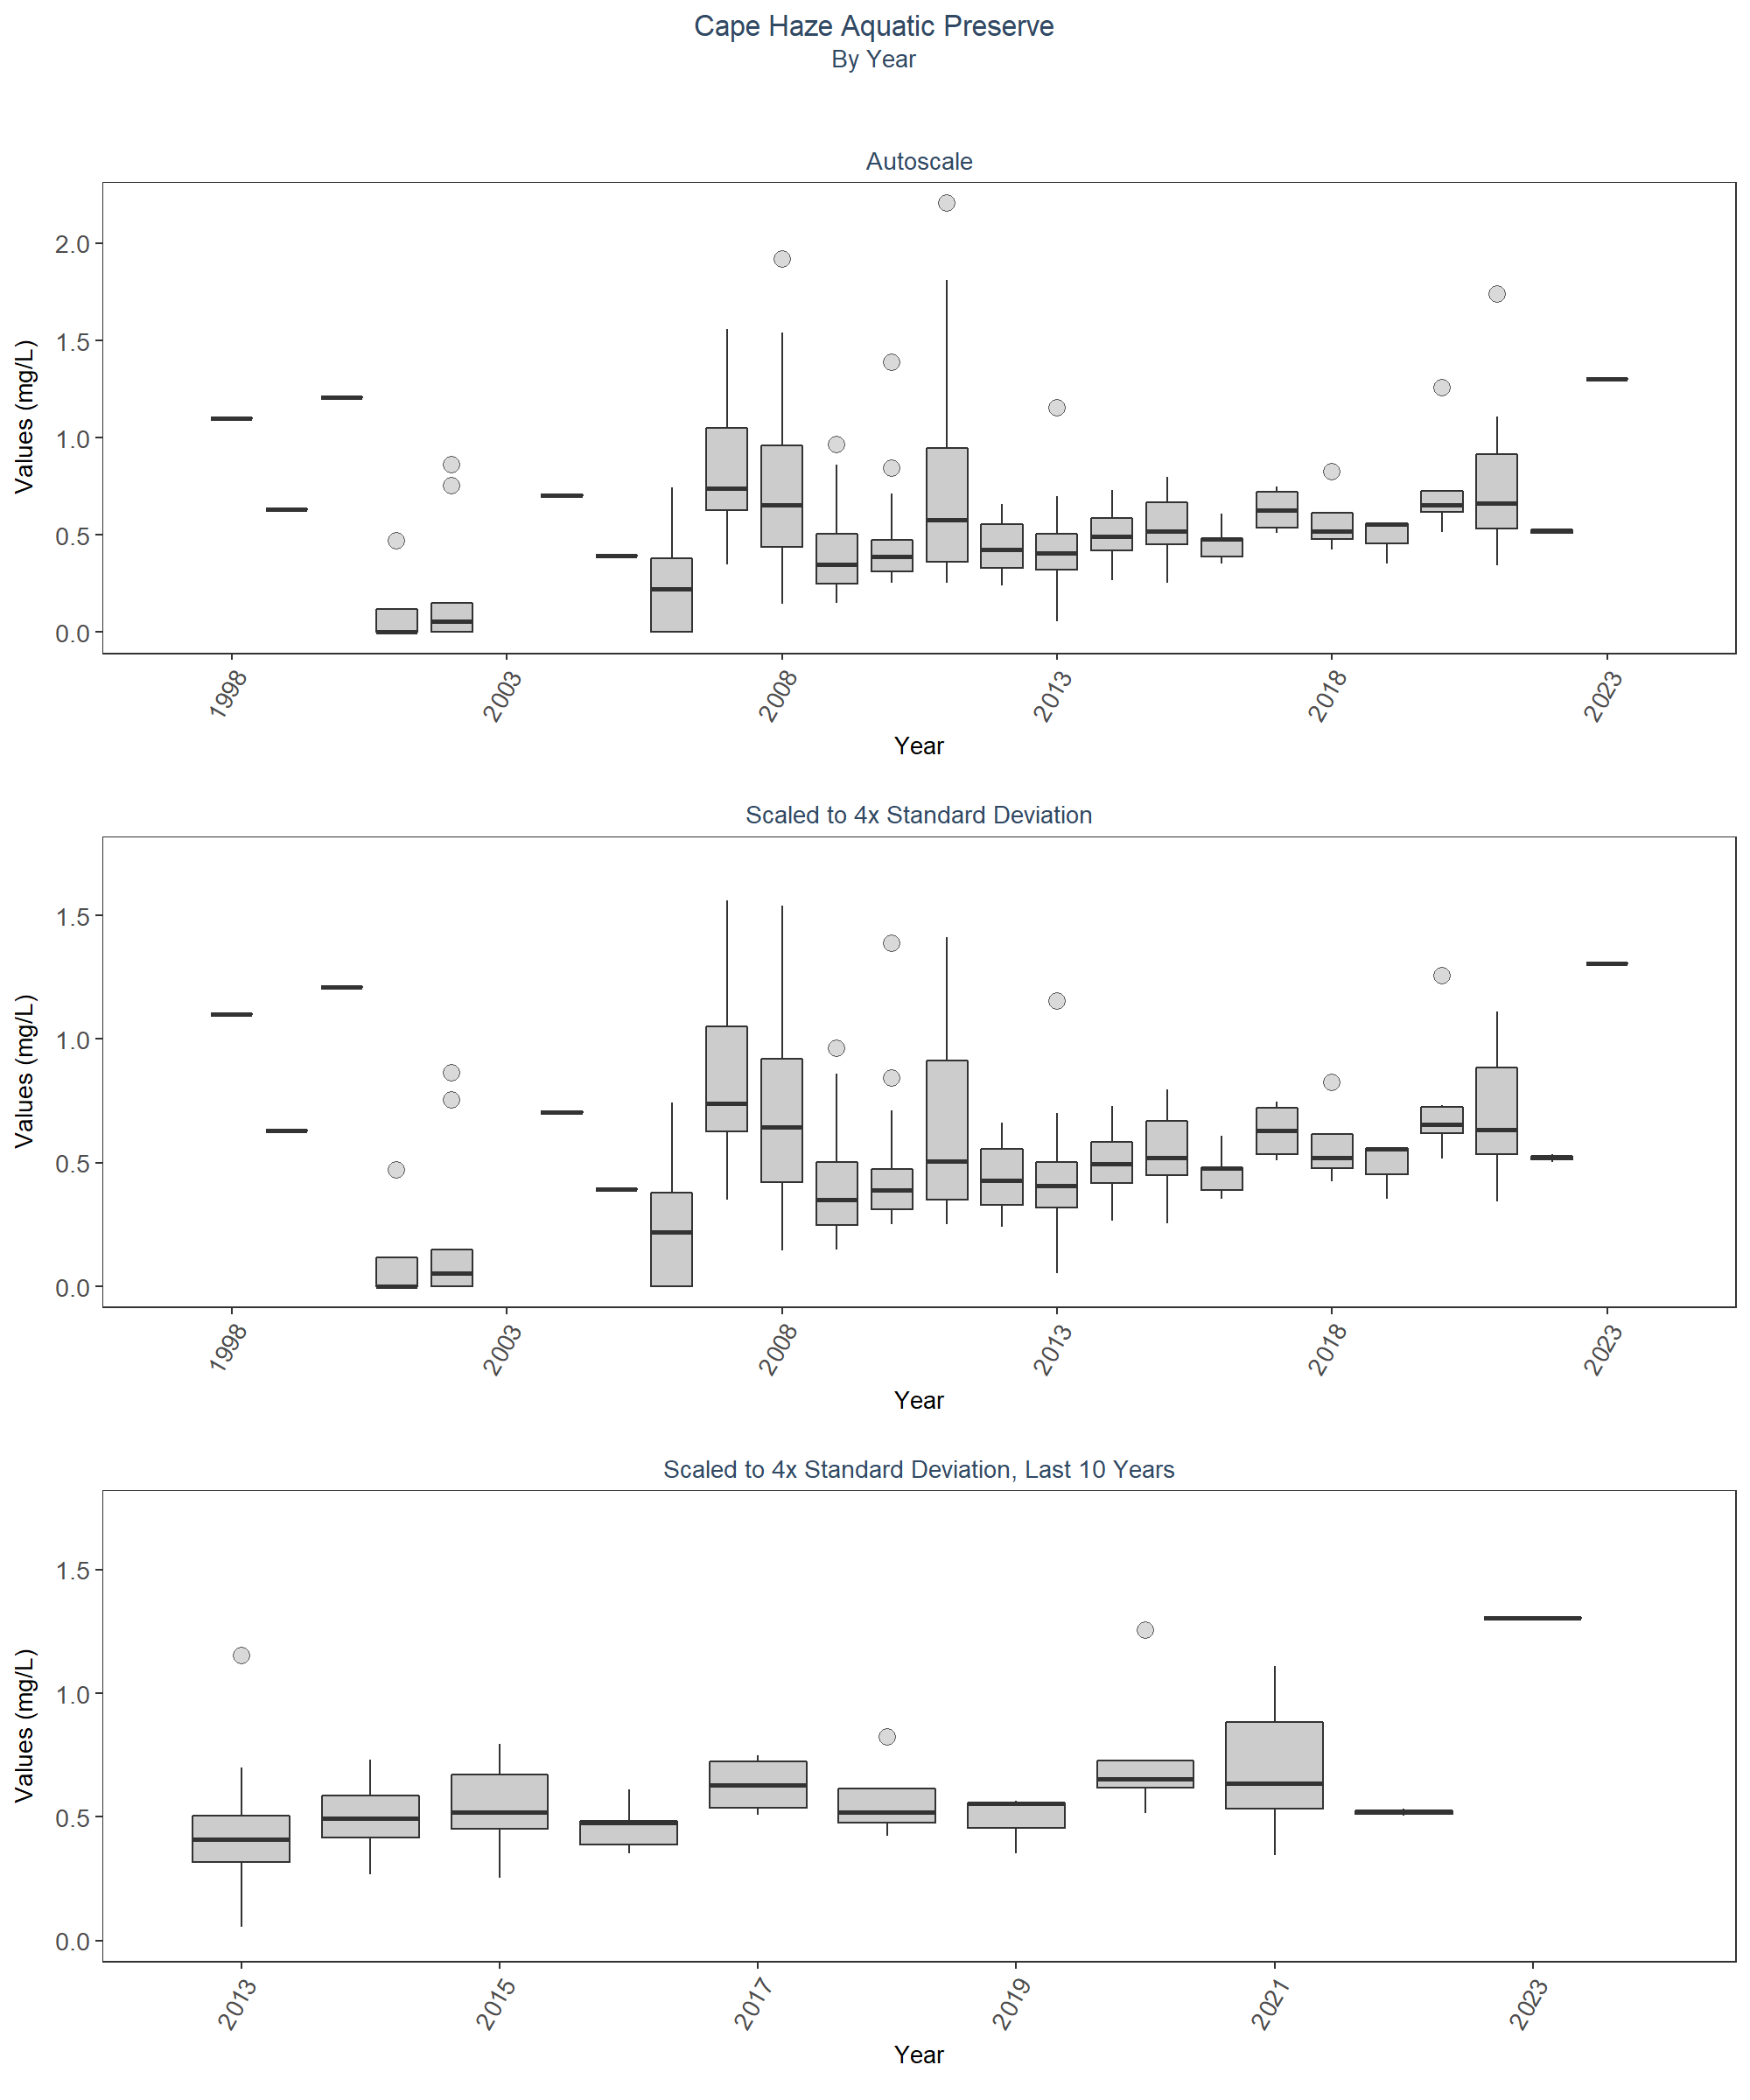 Cape Haze Aquatic Preserve
By Year
Autoscale
Values (mg/L)
2.0
1.5
1.0
0.5
0.0
1998
2003
2008
2013
2018
2023
Year
Scaled to 4x Standard Deviation
Values (mg/L)
1.5
1.0
0.5
0.0
1998
2003
2008
2013
2018
2023
Year
Scaled to 4x Standard Deviation, Last 10 Years
Values (mg/L)
1.5
1.0
0.5
0.0
2013
2015
2017
2019
2021
2023
Year